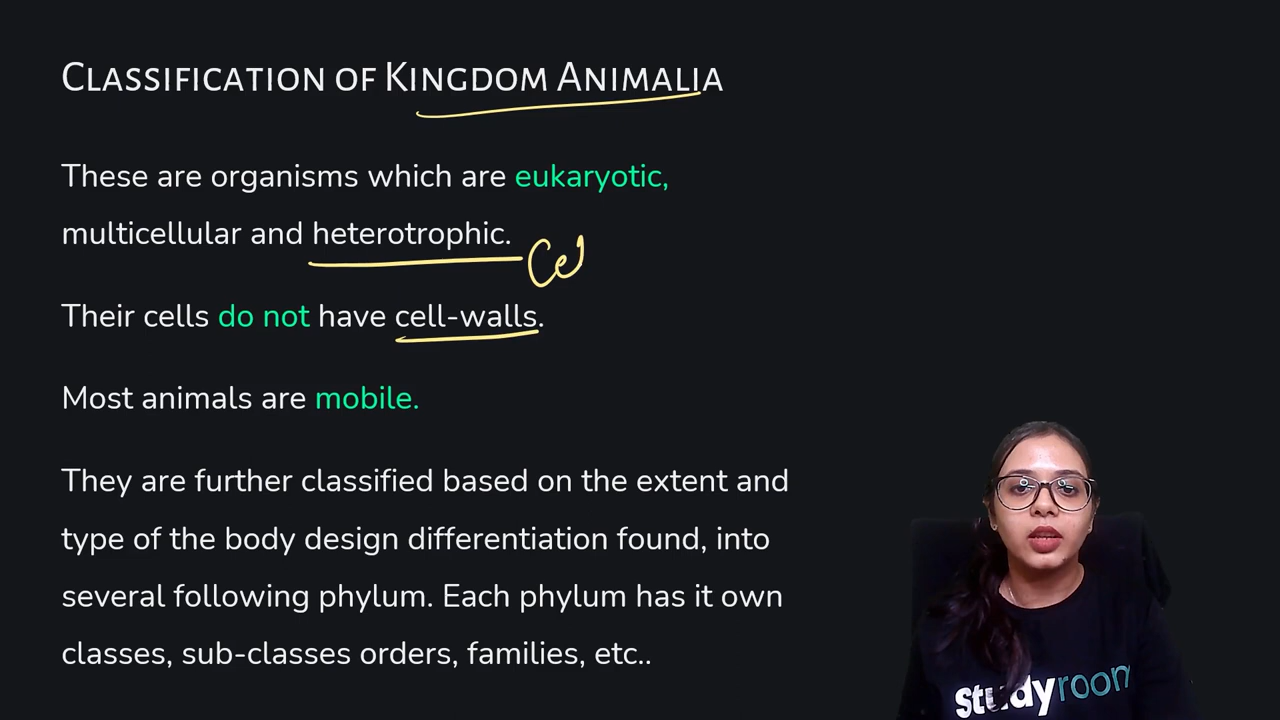 Classification of Kingdom Animalia
These are organisms which are eukaryotic,
multicellular and heterotrophic.
Cel
Their cells do not have cell-walls.
Most animals are mobile.
They are further classified based on the extent and
type of the body design differentiation found, into
several following phylum. Each phylum has it own
classes, sub-classes orders, families, etc..
studyroom